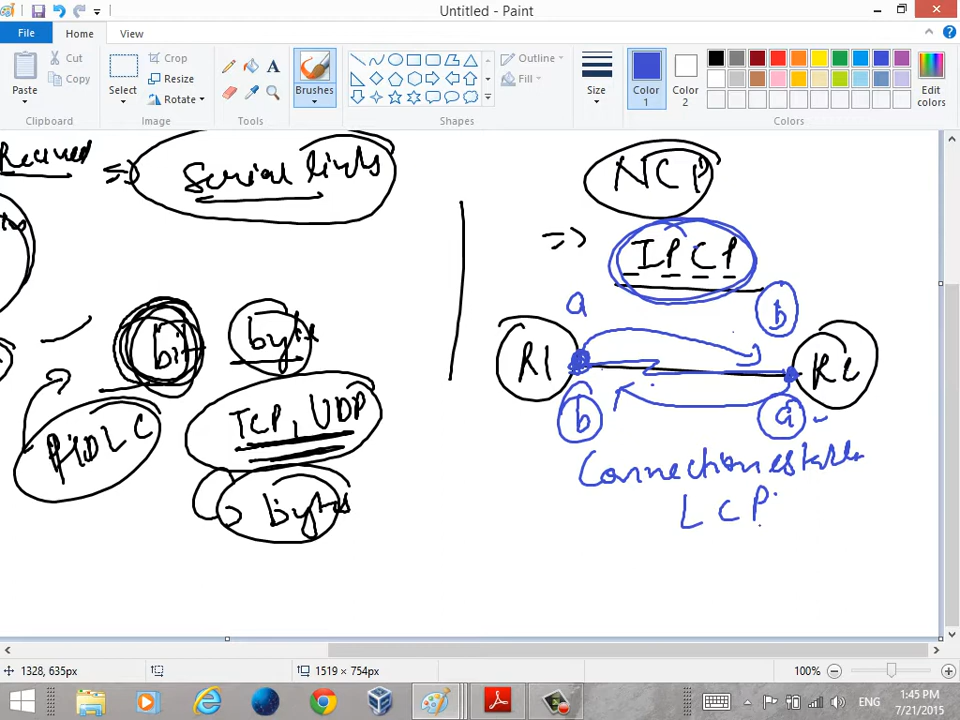 Untitled - Paint
File
Home
View
Paste
Cut
Copy
Clipboard
Select
Crop
Resize
Rotate
Image
Tools
Brushes
Outline
Fill
Shapes
Size
Color 1
Color 2
Edit colors
Colors
=> Serial links
NCP
=> IPCP
a
b
bit
byte
R1
R2
TCP, UDP
b
a
HDLC
Connection establ
bytes
LCP
1328, 635px
1519 × 754px
100%
ENG
1:45 PM
7/21/2015